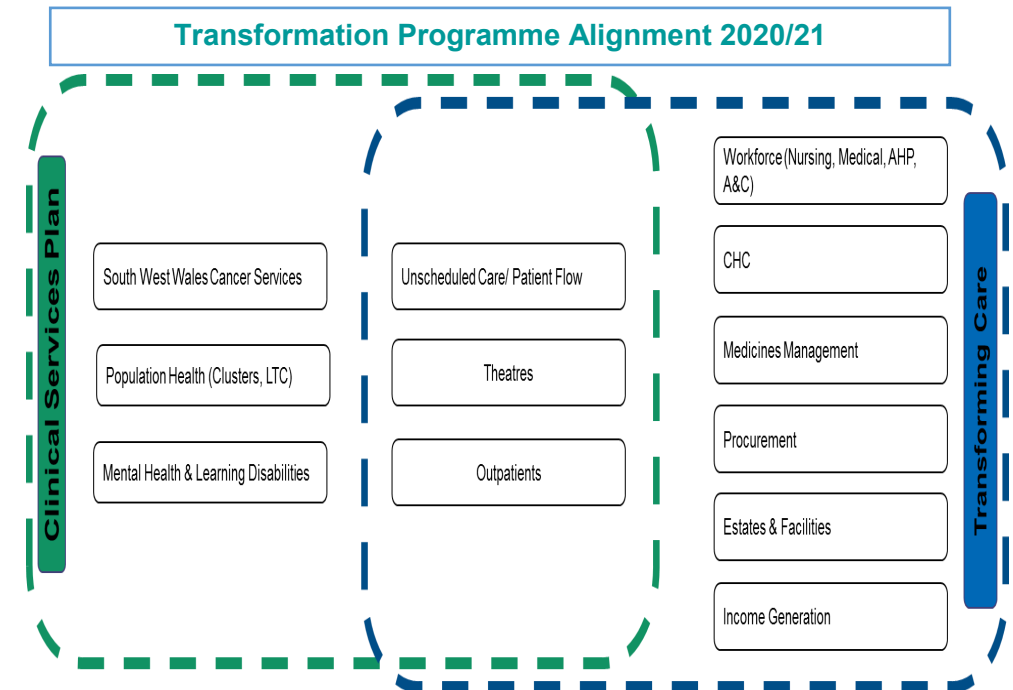 Transformation Programme Alignment 2020/21
Clinical Services Plan
South West Wales Cancer Services
Population Health (Clusters, LTC)
Mental Health & Learning Disabilities
Unscheduled Care/ Patient Flow
Theatres
Outpatients
Workforce (Nursing, Medical, AHP,
A&C)
CHC
Medicines Management
Procurement
Estates & Facilities
Income Generation
Transforming Care